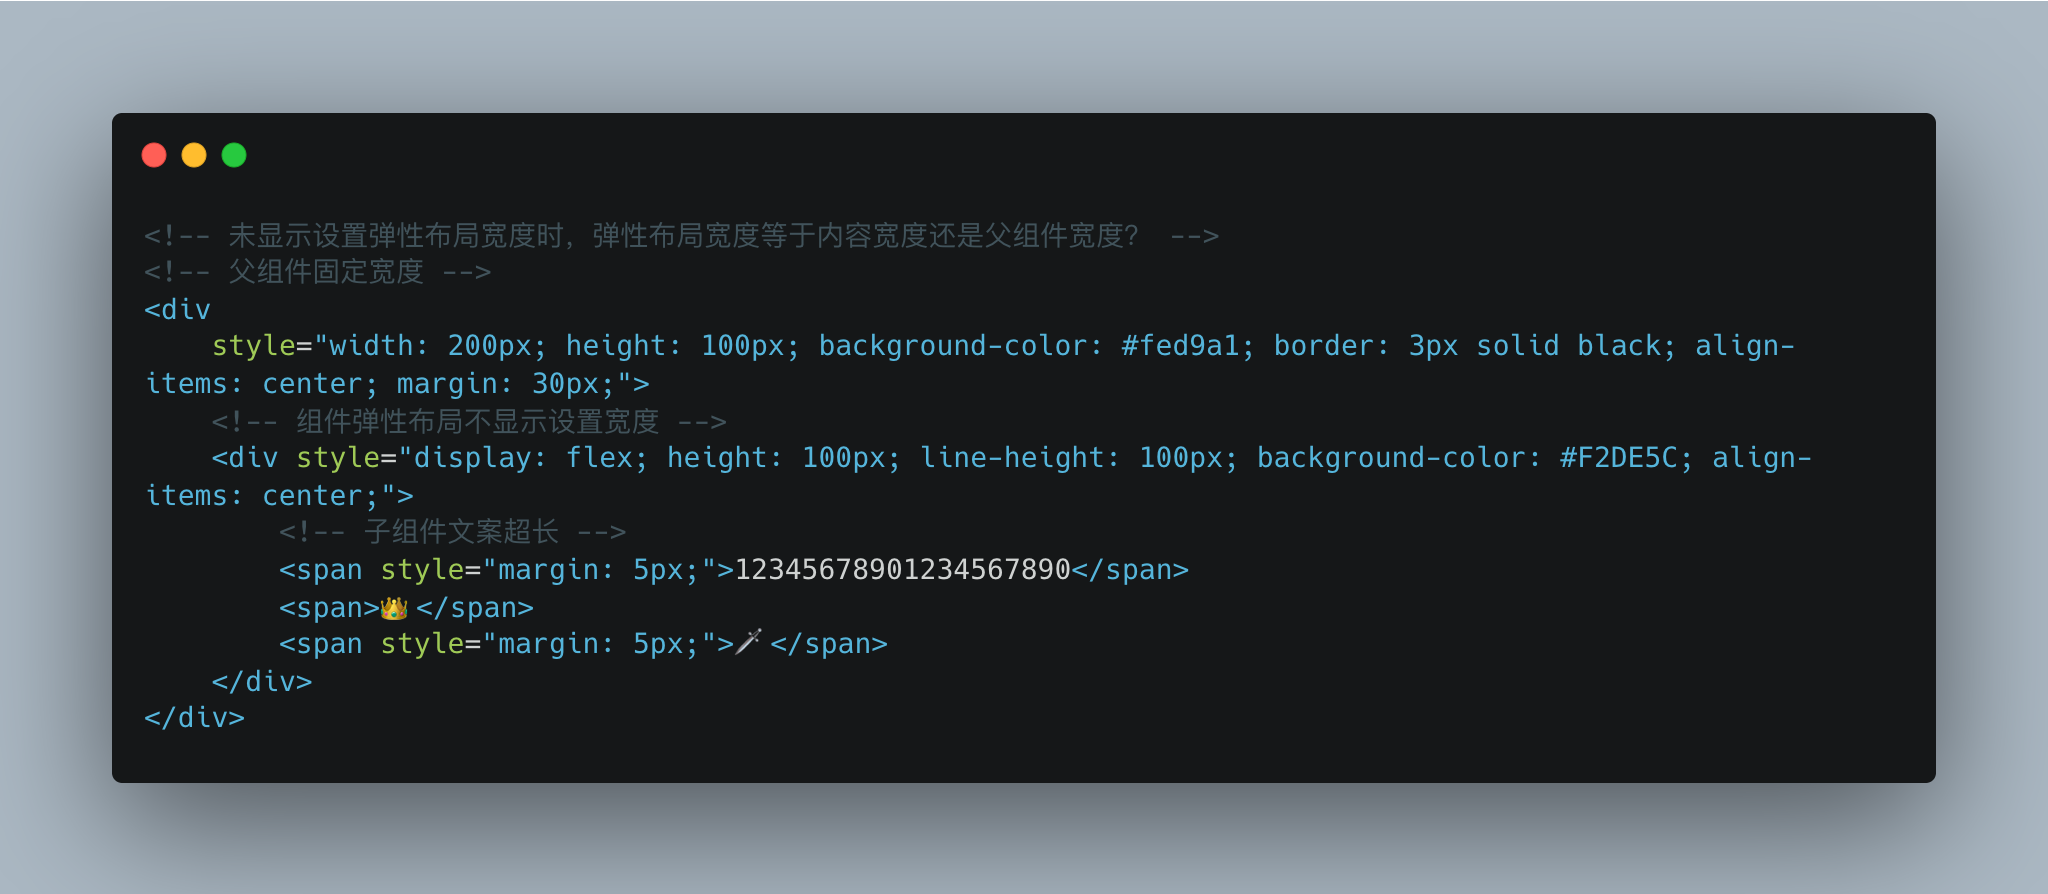 <!-- 未显示设置弹性布局宽度时，弹性布局宽度等于内容宽度还是父组件宽度？ -->
<!-- 父组件固定宽度 -->
<div
    style="width: 200px; height: 100px; background-color: #fed9a1; border: 3px solid black; align-
items: center; margin: 30px;">
    <!-- 组件弹性布局不显示设置宽度 -->
    <div style="display: flex; height: 100px; line-height: 100px; background-color: #F2DE5C; align-
items: center;">
        <!-- 子组件文案超长 -->
        <span style="margin: 5px;">12345678901234567890</span>
        <span>👑</span>
        <span style="margin: 5px;">🗡</span>
    </div>
</div>